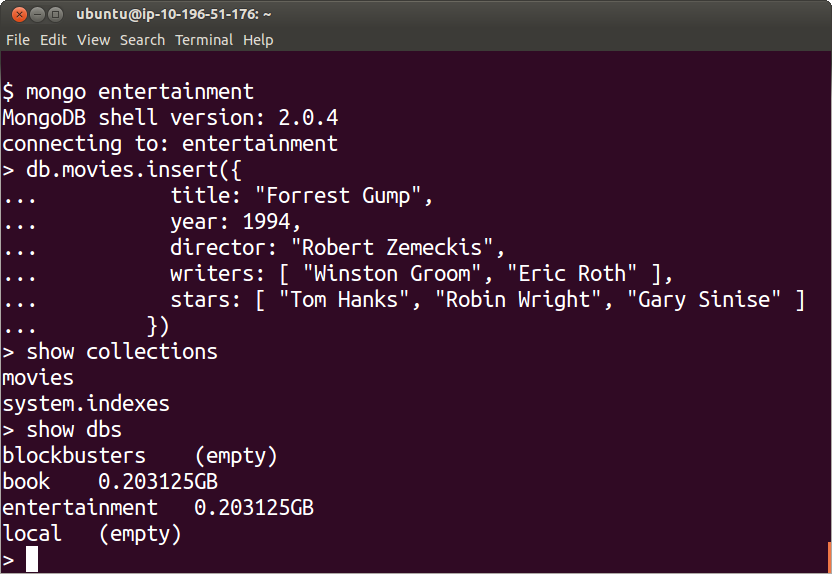 ubuntu@ip-10-196-51-176: ~
File Edit View Search Terminal Help
$ mongo entertainment
MongoDB shell version: 2.0.4
connecting to: entertainment
> db.movies.insert({
...           title: "Forrest Gump",
...           year: 1994,
...           director: "Robert Zemeckis",
...           writers: [ "Winston Groom", "Eric Roth" ],
...           stars: [ "Tom Hanks", "Robin Wright", "Gary Sinise" ]
...         })
> show collections
movies
system.indexes
> show dbs
blockbusters    (empty)
book    0.203125GB
entertainment   0.203125GB
local   (empty)
>